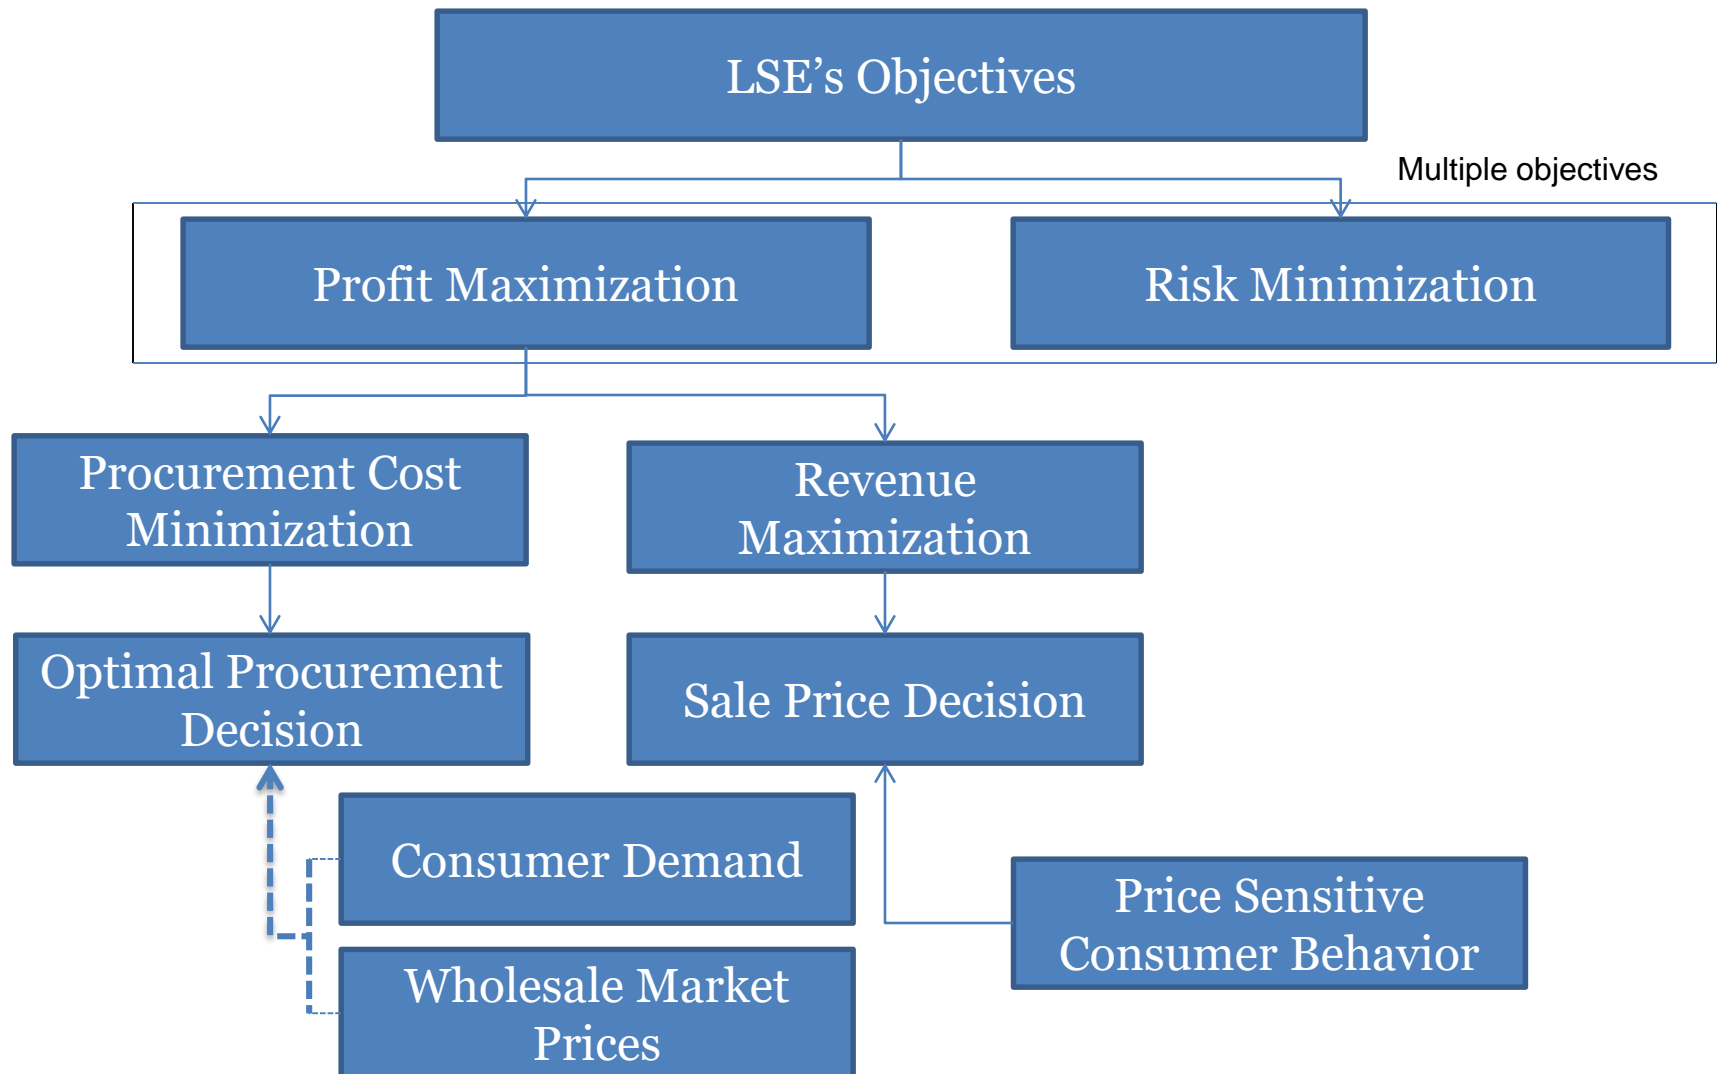 LSE’s Objectives
Multiple objectives
Profit Maximization
Risk Minimization
Procurement Cost
Minimization
Revenue
Maximization
Optimal Procurement
Decision
Sale Price Decision
Consumer Demand
Price Sensitive
Consumer Behavior
Wholesale Market
Prices